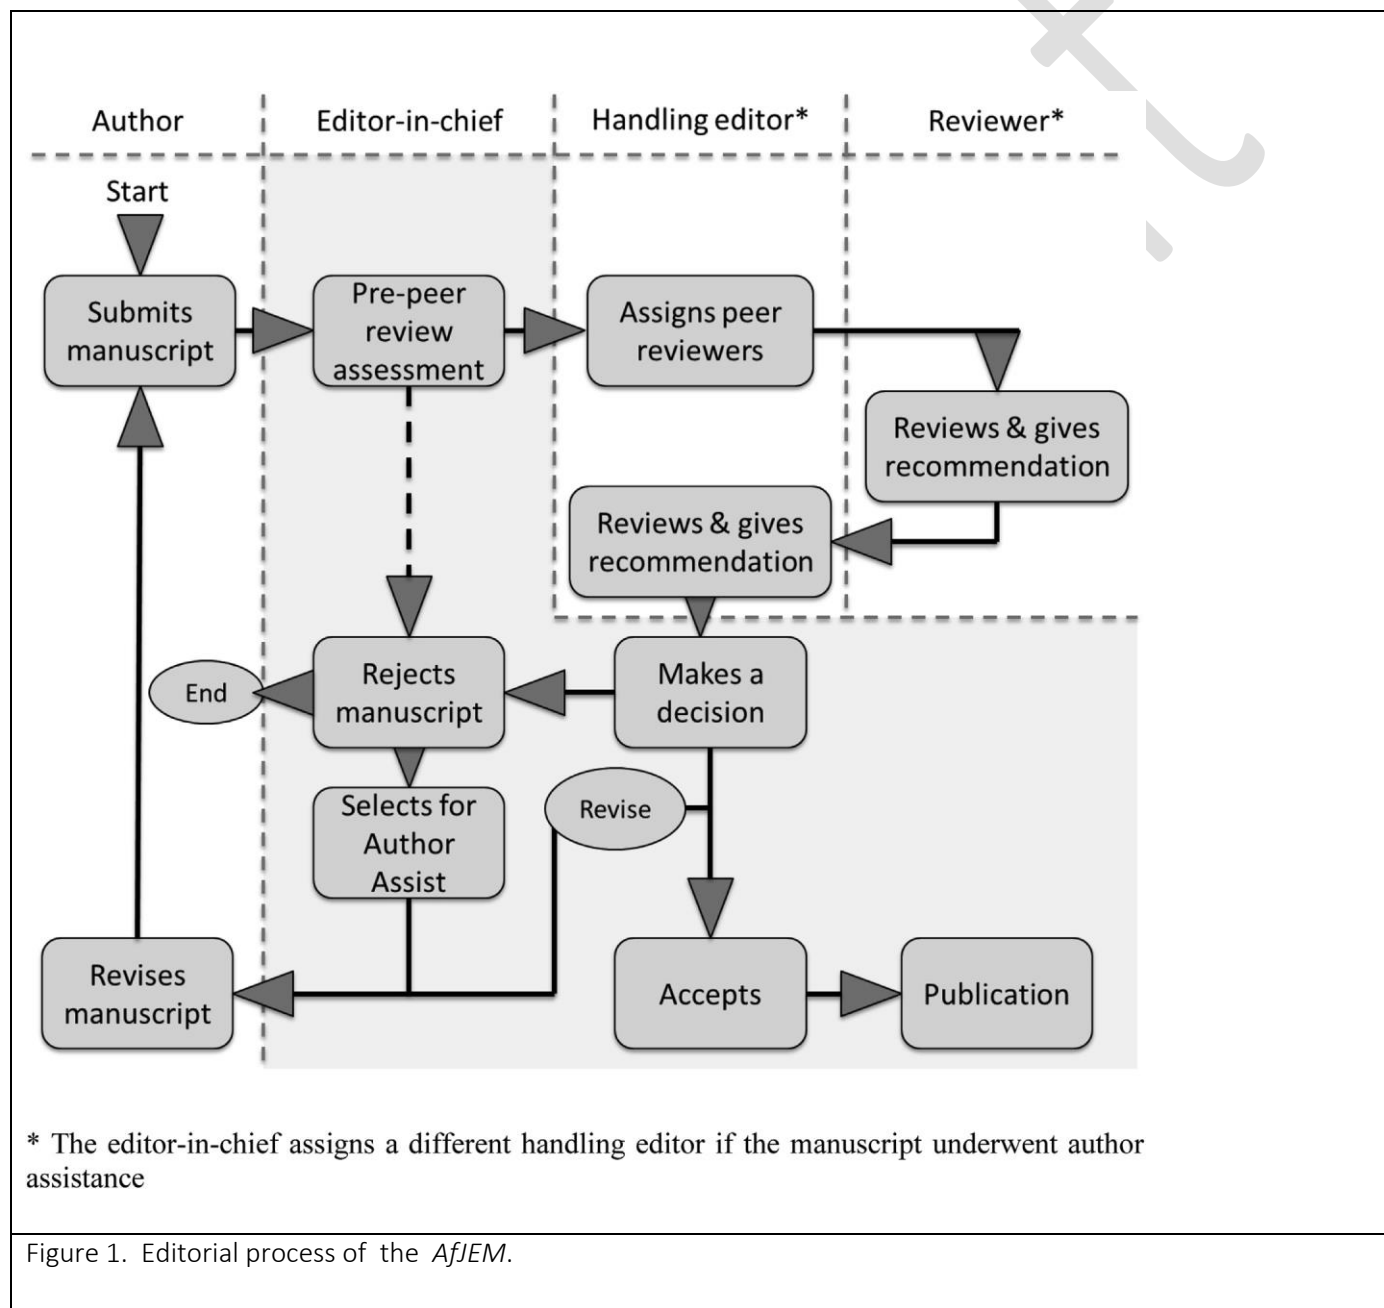 Author
Editor-in-chief
Handling editor*
Reviewer*
Start
Submits
manuscript
Pre-peer
review
assessment
Assigns peer
reviewers
Reviews & gives
recommendation
Reviews & gives
recommendation
Makes a
decision
Rejects
manuscript
End
Selects for
Author
Assist
Revise
Revises
manuscript
Accepts
Publication
* The editor-in-chief assigns a different handling editor if the manuscript underwent author
assistance
Figure 1. Editorial process of the AfJEM.